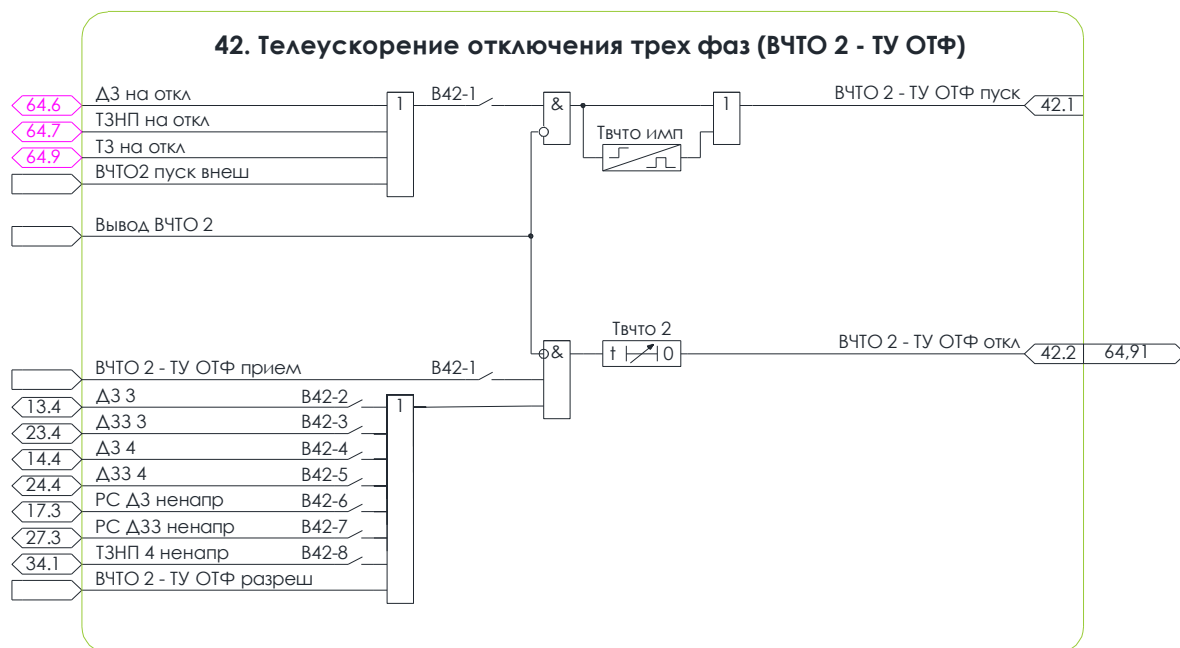 42. Телеускорение отключения трех фаз (ВЧТО 2 - ТУ ОТФ)
64.6 ДЗ на откл 1 В42-1 & 1 ВЧТО 2 - ТУ ОТФ пуск 42.1
64.7 ТЗНП на откл Tвчто имп
64.9 ТЗ на откл
ВЧТО2 пуск внеш
Вывод ВЧТО 2
Tвчто 2
& t 0 ВЧТО 2 - ТУ ОТФ откл 42.2 64,91
ВЧТО 2 - ТУ ОТФ прием В42-1
13.4 ДЗ 3 В42-2 1
23.4 ДЗЗ 3 В42-3
14.4 ДЗ 4 В42-4
24.4 ДЗЗ 4 В42-5
17.3 РС ДЗ ненапр В42-6
27.3 РС ДЗЗ ненапр В42-7
34.1 ТЗНП 4 ненапр В42-8
ВЧТО 2 - ТУ ОТФ разреш